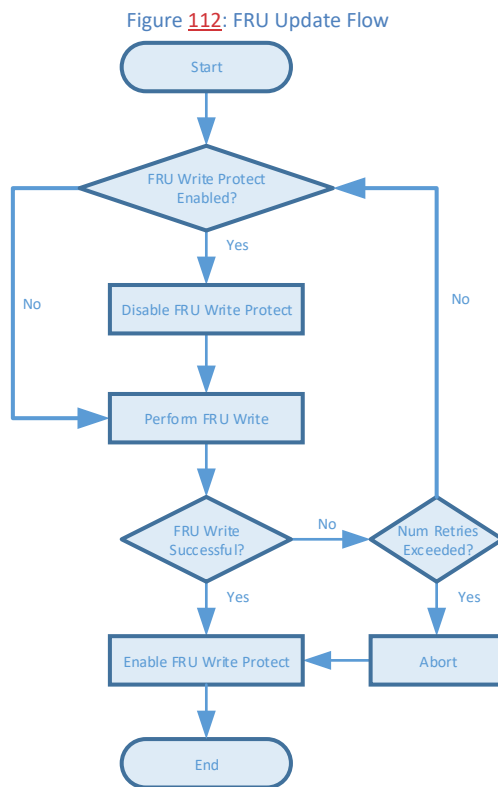 Figure 112: FRU Update Flow
Start
FRU Write Protect
Enabled?
Yes
No
No
Disable FRU Write Protect
Perform FRU Write
FRU Write
Successful?
No
Num Retries
Exceeded?
Yes
Yes
Enable FRU Write Protect
Abort
End